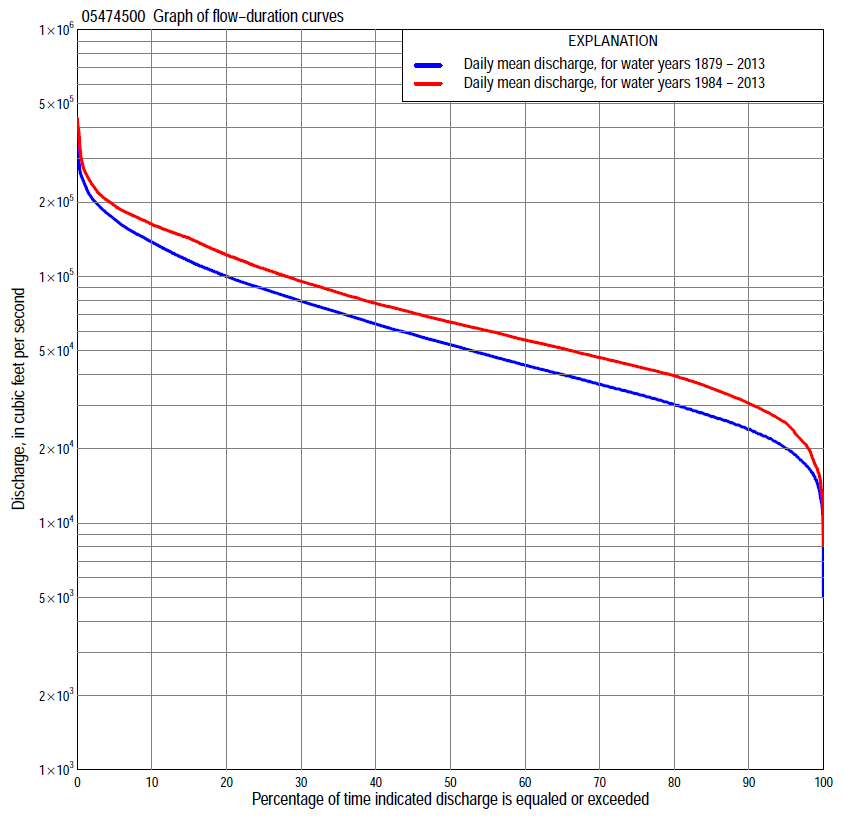 05474500 Graph of flow−duration curves
EXPLANATION
Daily mean discharge, for water years 1879 − 2013
Daily mean discharge, for water years 1984 − 2013
Discharge, in cubic feet per second
1×10⁶
5×10⁵
2×10⁵
1×10⁵
5×10⁴
2×10⁴
1×10⁴
5×10³
2×10³
1×10³
0 10 20 30 40 50 60 70 80 90 100
Percentage of time indicated discharge is equaled or exceeded